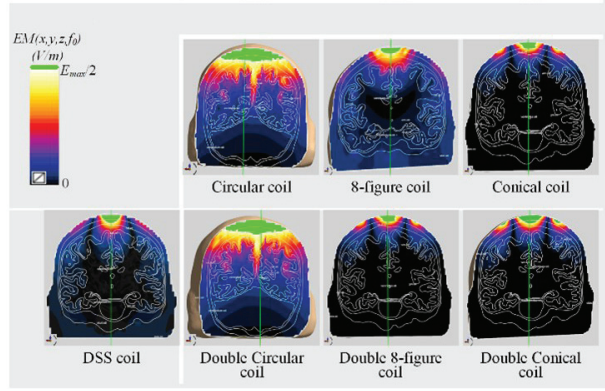 EM(x,y,z,f0)
(V/m)
Emax/2
0
Circular coil
8-figure coil
Conical coil
DSS coil
Double Circular
coil
Double 8-figure
coil
Double Conical
coil